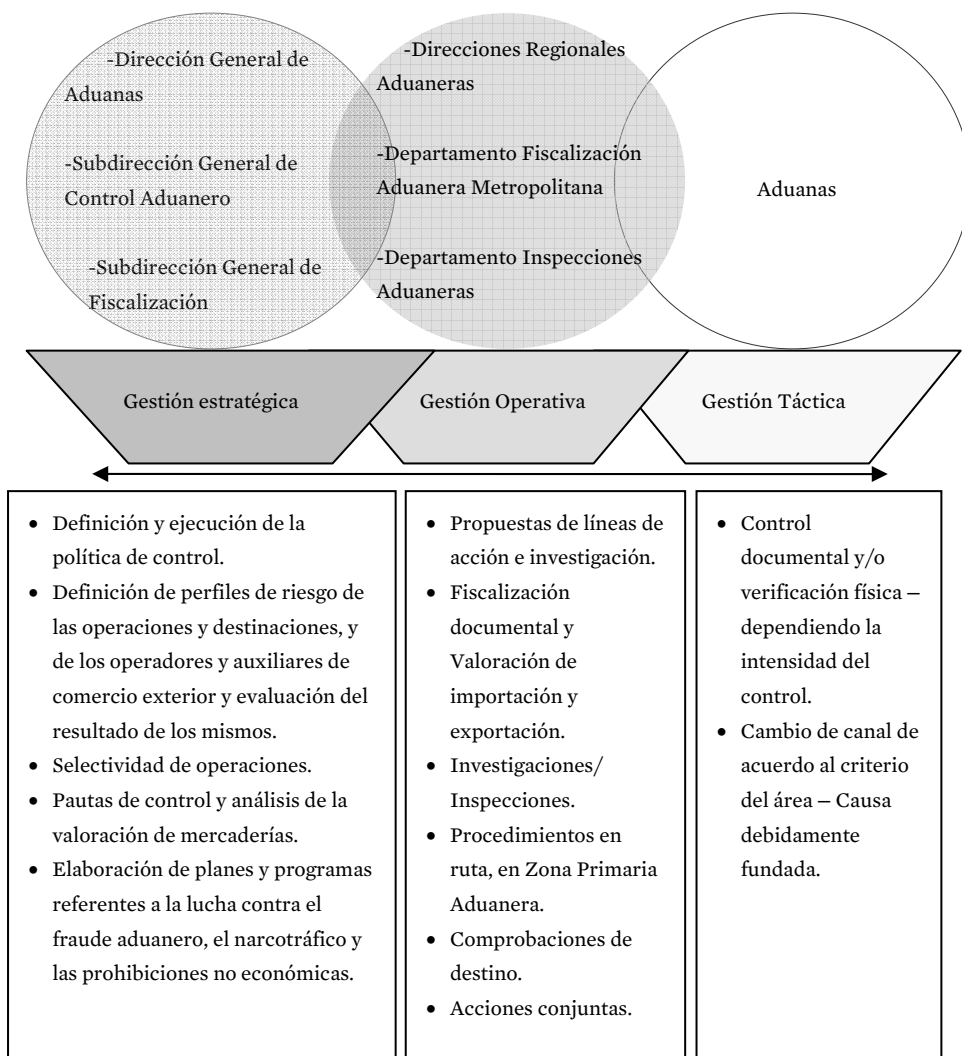 -Dirección General de
Aduanas
-Subdirección General de
Control Aduanero
-Subdirección General de
Fiscalización
-Direciones Regionales
Aduaneras
-Departamento Fiscalización
Aduanera Metropolitana
-Departamento Inspecciones
Aduaneras
Aduanas
Gestión estratégica
Gestión Operativa
Gestión Táctica
• Definición y ejecución de la
política de control.
• Definición de perfiles de riesgo de
las operaciones y destinaciones, y
de los operadores y auxiliares de
comercio exterior y evaluación del
resultado de los mismos.
• Selectividad de operaciones.
• Pautas de control y análisis de la
valoración de mercaderías.
• Elaboración de planes y programas
referentes a la lucha contra el
fraude aduanero, el narcotráfico y
las prohibiciones no económicas.
• Propuestas de líneas de
acción e investigación.
• Fiscalización
documental y
Valoración de
importación y
exportación.
• Investigaciones/
Inspecciones.
• Procedimientos en
ruta, en Zona Primaria
Aduanera.
• Comprobaciones de
destino.
• Acciones conjuntas.
• Control
documental y/o
verificación física –
dependiendo la
intensidad del
control.
• Cambio de canal de
acuerdo al criterio
del área – Causa
debidamente
fundada.